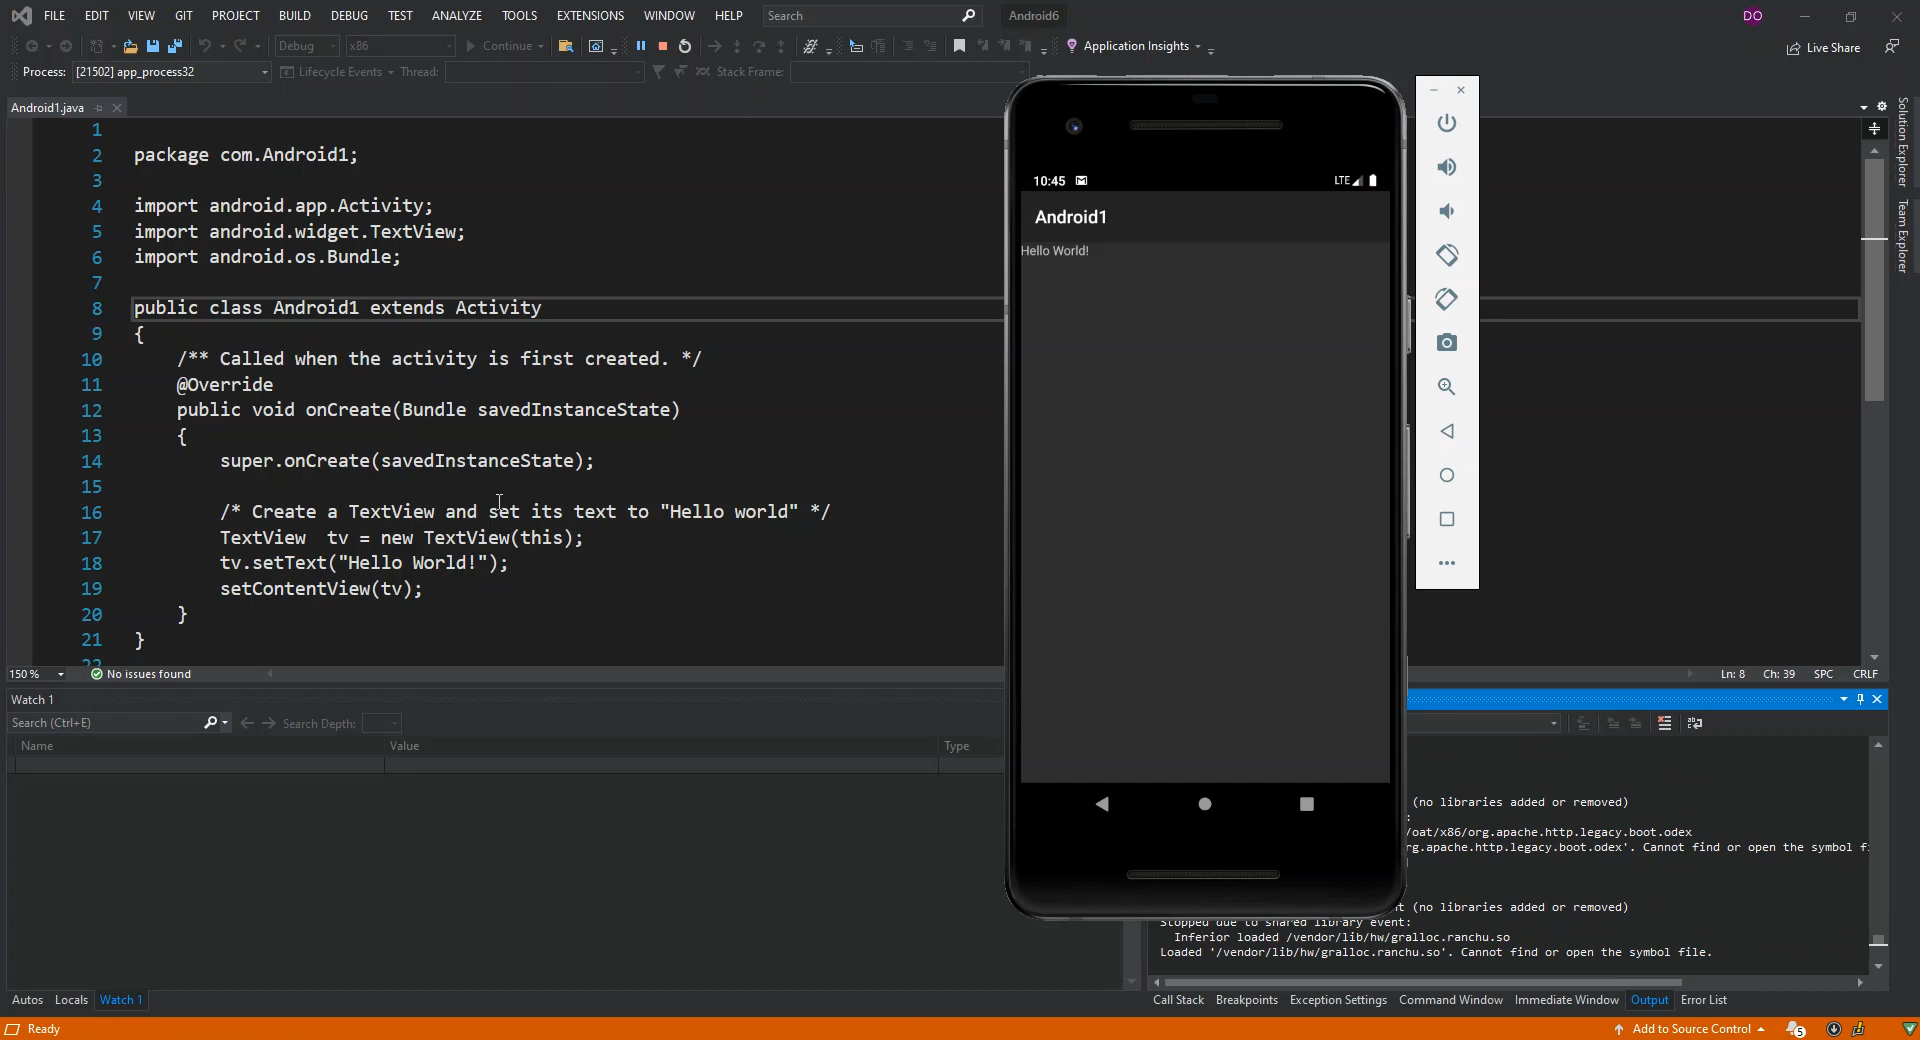 FILE EDIT VIEW GIT PROJECT BUILD DEBUG TEST ANALYZE TOOLS EXTENSIONS WINDOW HELP Search Android6 DO
Debug x86 Continue Application Insights Live Share
Process: [21502] app_process32 Lifecycle Events Thread: Stack Frame:
Android1.java
1
2 package com.Android1;
3
4 import android.app.Activity;
5 import android.widget.TextView;
6 import android.os.Bundle;
7
8 public class Android1 extends Activity
9 {
10 /** Called when the activity is first created. */
11 @Override
12 public void onCreate(Bundle savedInstanceState)
13 {
14 super.onCreate(savedInstanceState);
15
16 /* Create a TextView and set its text to "Hello world" */
17 TextView  tv = new TextView(this);
18 tv.setText("Hello World!");
19 setContentView(tv);
20 }
21 }
22
10:45 LTE
Android1
Hello World!
Solution Explorer
Team Explorer
150 % No issues found Ln: 8 Ch: 39 SPC CRLF
Watch 1
Search (Ctrl+E) Search Depth:
Name Value Type
(no libraries added or removed)
:
/oat/x86/org.apache.http.legacy.boot.odex
rg.apache.http.legacy.boot.odex'. Cannot find or open the symbol fi
t (no libraries added or removed)
Stopped due to shared library event:
Inferior loaded /vendor/lib/hw/gralloc.ranchu.so
Loaded '/vendor/lib/hw/gralloc.ranchu.so'. Cannot find or open the symbol file.
Autos Locals Watch 1
Call Stack Breakpoints Exception Settings Command Window Immediate Window Output Error List
Ready Add to Source Control 5